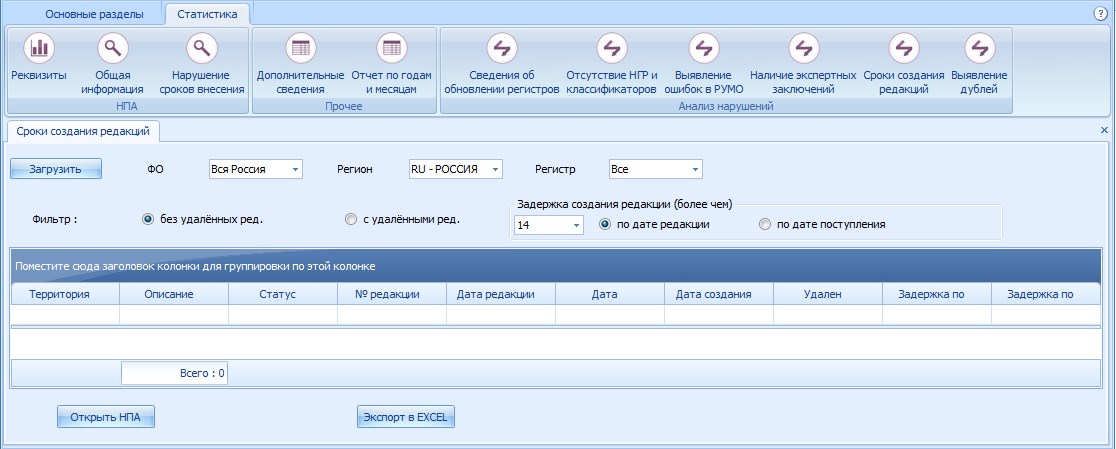 Основные разделы Статистика ?
Реквизиты Общая информация Нарушение сроков внесения Дополнительные сведения Отчет по годам и месяцам Сведения об обновлении регистров Отсутствие НГР и классификаторов Выявление ошибок в РУМО Наличие экспертных заключений Сроки создания редакций Выявление дублей
НПА Прочее Анализ нарушений
Сроки создания редакций
Загрузить ФО Вся Россия Регион RU - РОССИЯ Регистр Все
Задержка создания редакции (более чем)
Фильтр : без удалённых ред. с удалёнными ред. 14 по дате редакции по дате поступления
Поместите сюда заголовок колонки для группировки по этой колонке
Территория Описание Статус № редакции Дата редакции Дата Дата создания Удален Задержка по Задержка по
Всего : 0
Открыть НПА Экспорт в EXCEL